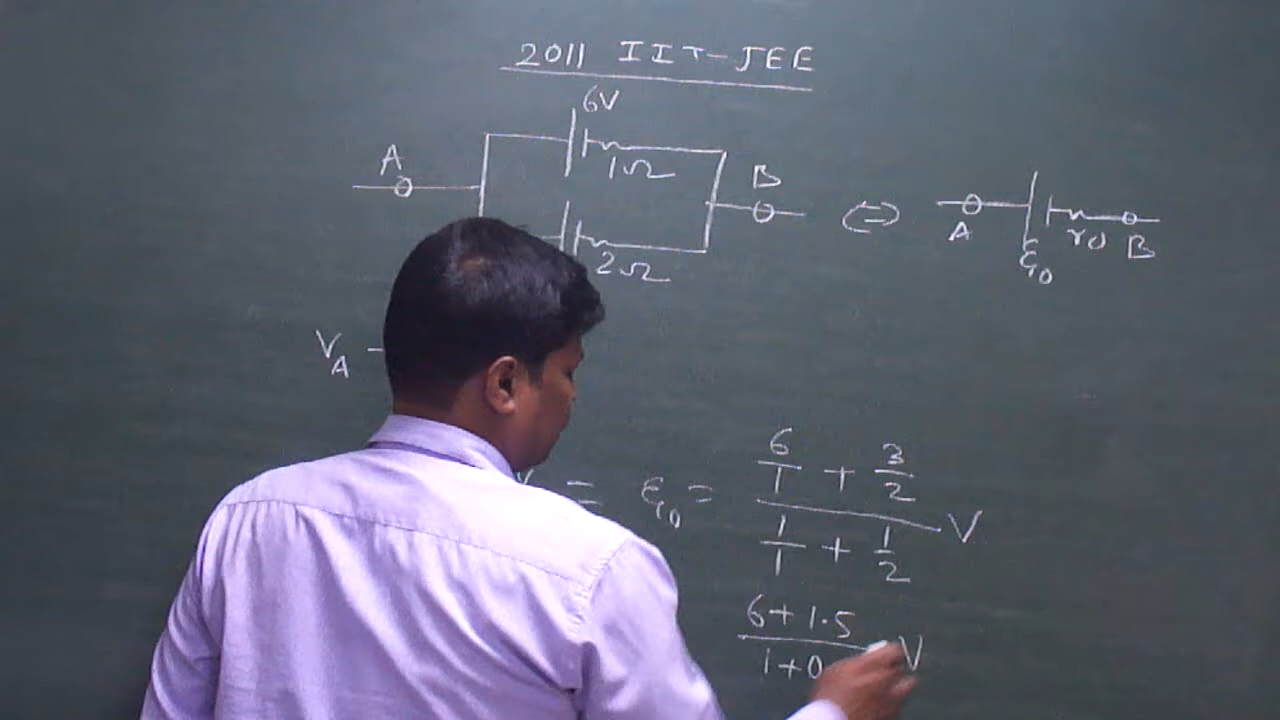 2011 IIT-JEE
6V
1Ω
A
B
2Ω
A
ε0
r0
B
VA -
= ε0 = 6/1 + 3/2
V
1/1 + 1/2
6+1.5
1+0
V